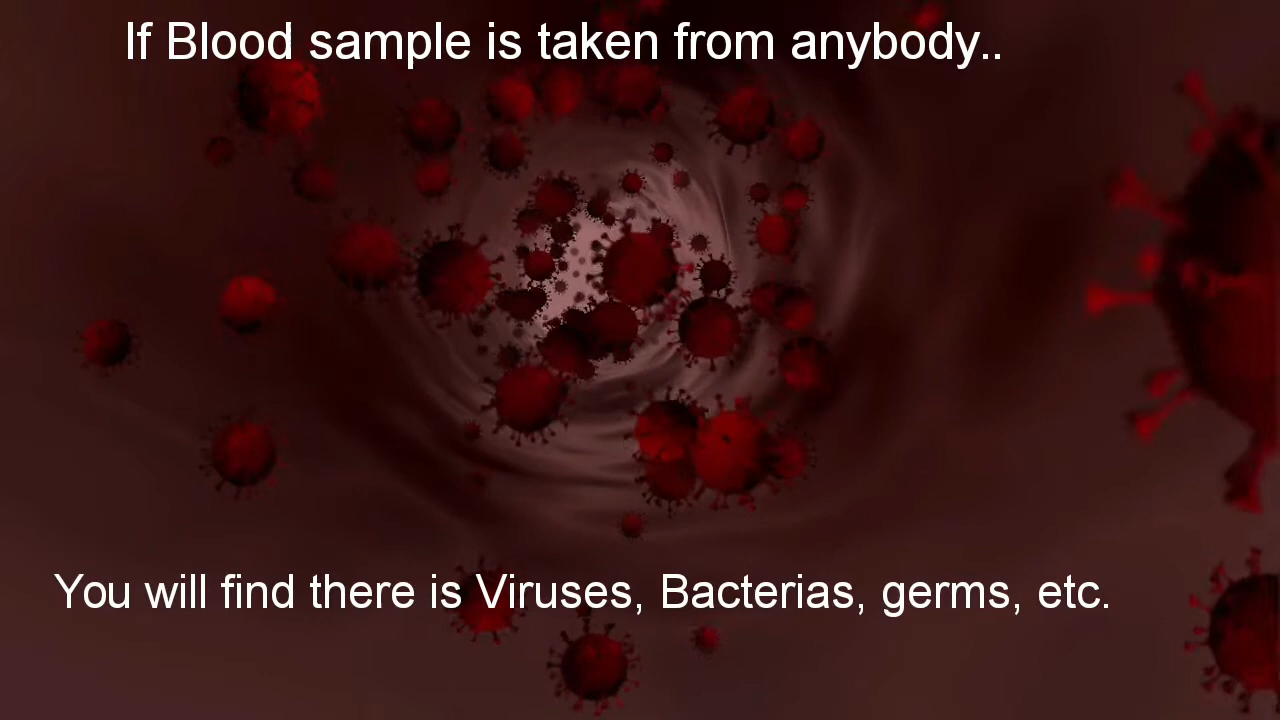 If Blood sample is taken from anybody..
You will find there is Viruses, Bacterias, germs, etc.